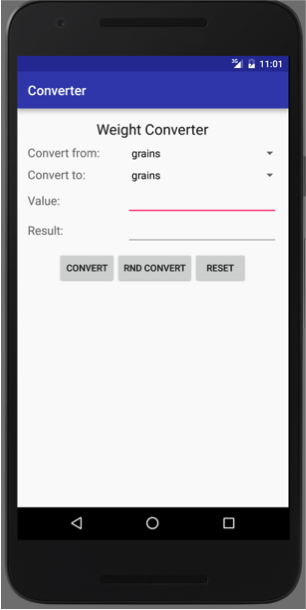 3G 11:01
Converter
Weight Converter
Convert from: grains
Convert to: grains
Value:
Result:
CONVERT RND CONVERT RESET